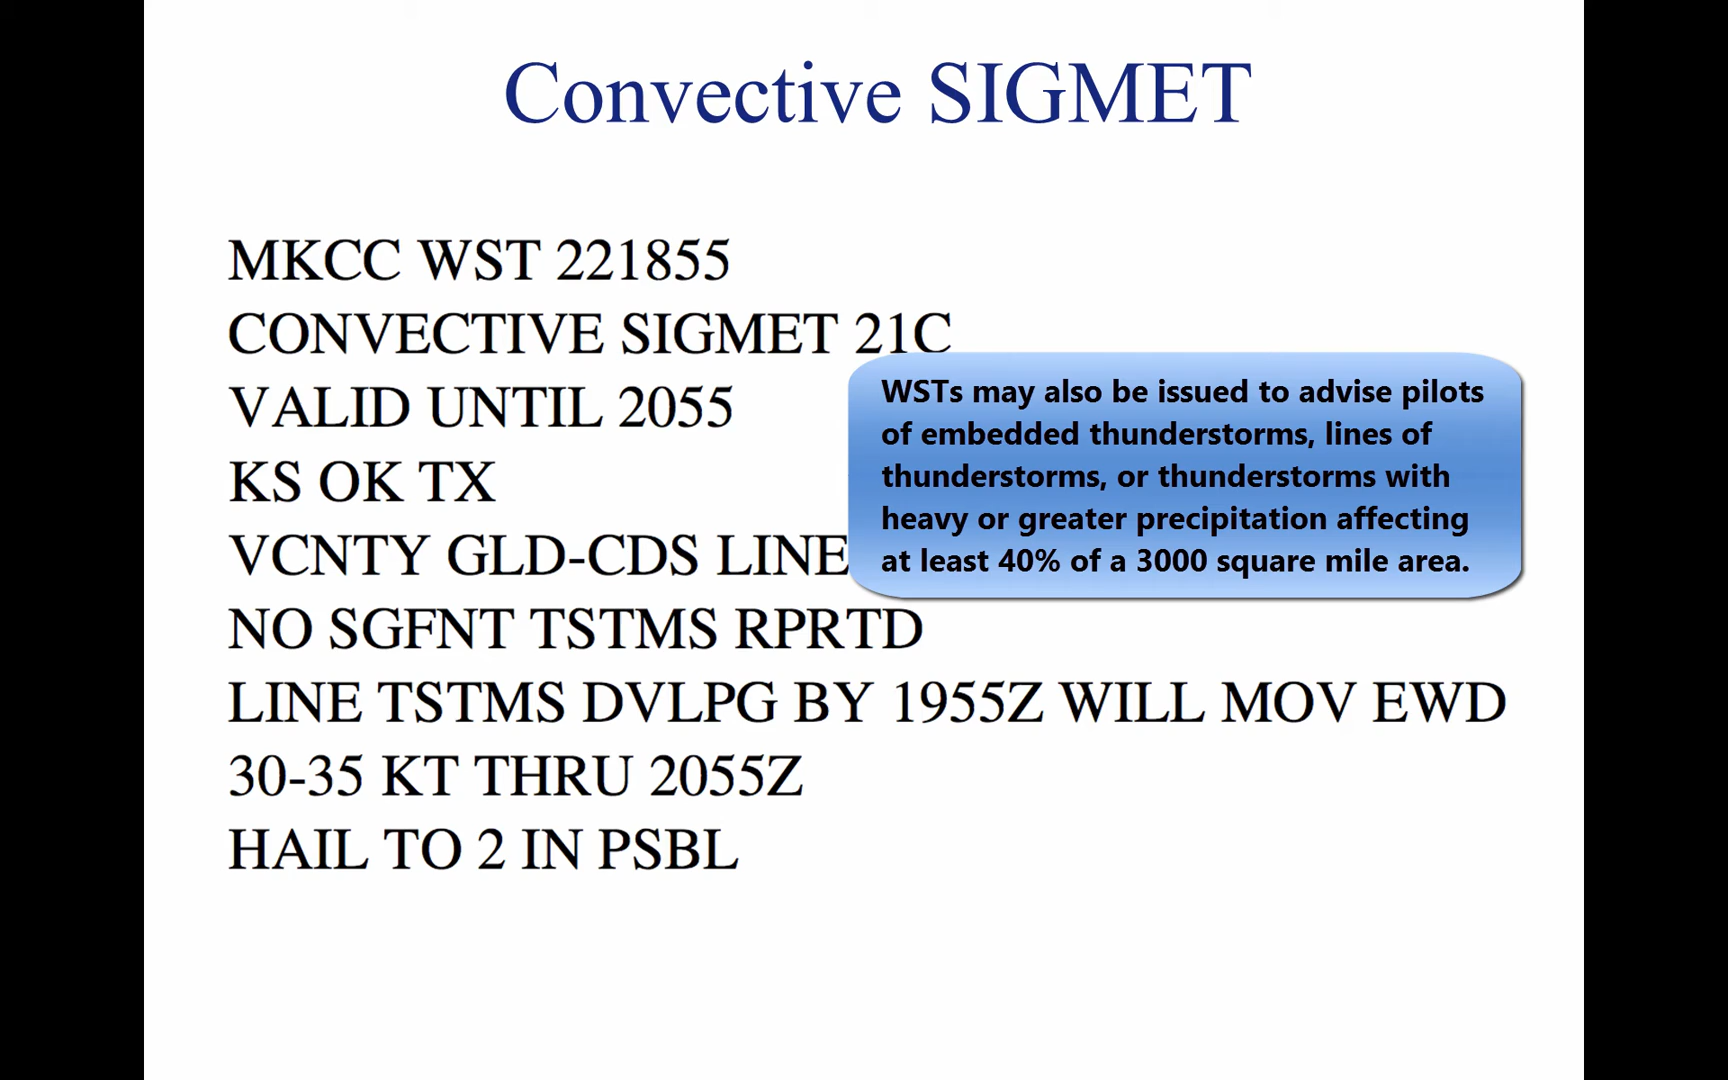 Convective SIGMET
MKCC WST 221855
CONVECTIVE SIGMET 21C
VALID UNTIL 2055
KS OK TX
VCNTY GLD-CDS LINE
NO SGFNT TSTMS RPRTD
LINE TSTMS DVLPG BY 1955Z WILL MOV EWD
30-35 KT THRU 2055Z
HAIL TO 2 IN PSBL
WSTs may also be issued to advise pilots
of embedded thunderstorms, lines of
thunderstorms, or thunderstorms with
heavy or greater precipitation affecting
at least 40% of a 3000 square mile area.